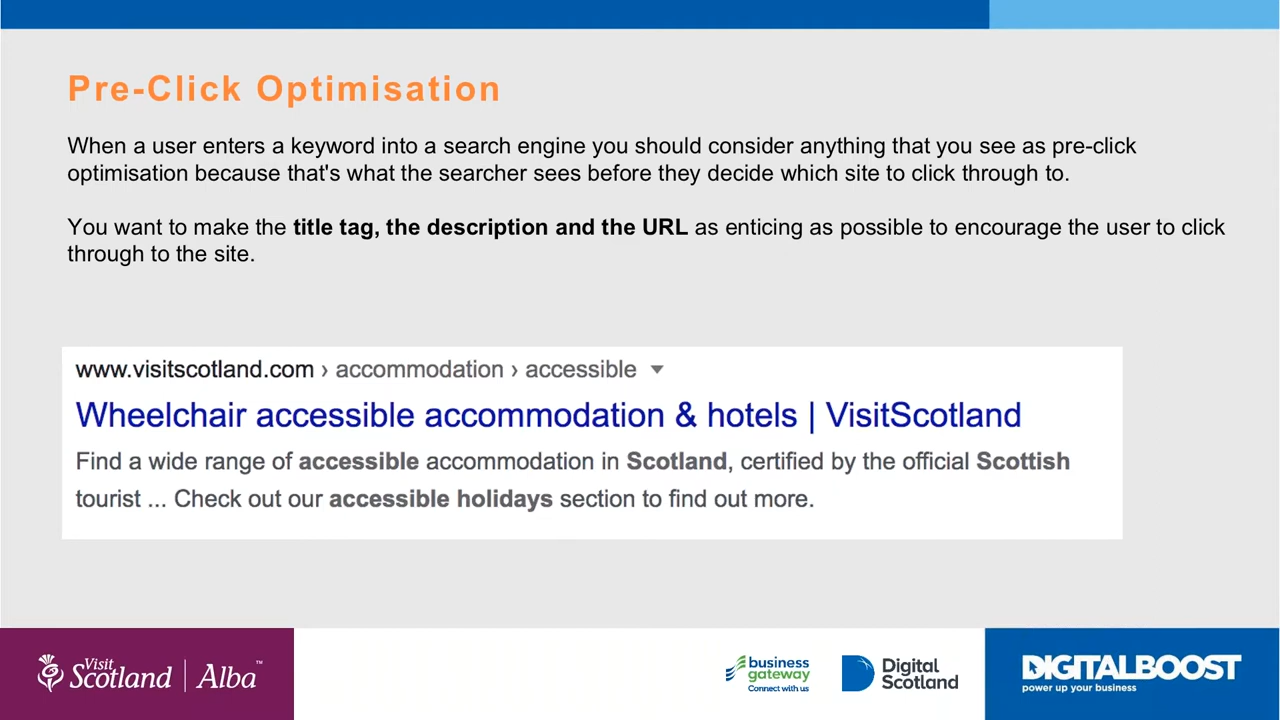 Pre-Click Optimisation
When a user enters a keyword into a search engine you should consider anything that you see as pre-click
optimisation because that's what the searcher sees before they decide which site to click through to.
You want to make the title tag, the description and the URL as enticing as possible to encourage the user to click
through to the site.
www.visitscotland.com › accommodation › accessible
Wheelchair accessible accommodation & hotels | VisitScotland
Find a wide range of accessible accommodation in Scotland, certified by the official Scottish
tourist ... Check out our accessible holidays section to find out more.
Visit
Scotland | Alba™
business
gateway
Connect with us
Digital
Scotland
DIGITALBOOST
power up your business